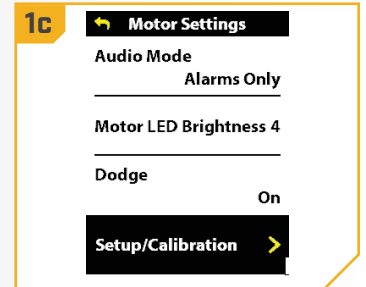 1c
Motor Settings
Audio Mode
Alarms Only
Motor LED Brightness 4
Dodge
On
Setup/Calibration